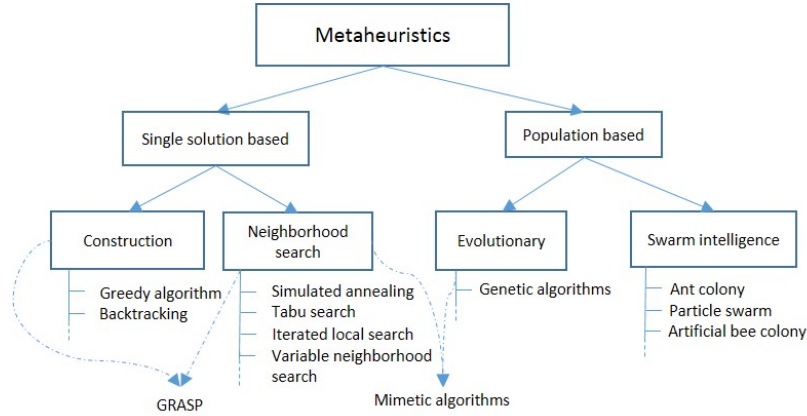 Metaheuristics
Single solution based
Population based
Construction
Neighborhood
search
Evolutionary
Swarm intelligence
Greedy algorithm
Backtracking
Simulated annealing
Tabu search
Iterated local search
Variable neighborhood
search
Genetic algorithms
Ant colony
Particle swarm
Artificial bee colony
GRASP
Mimetic algorithms